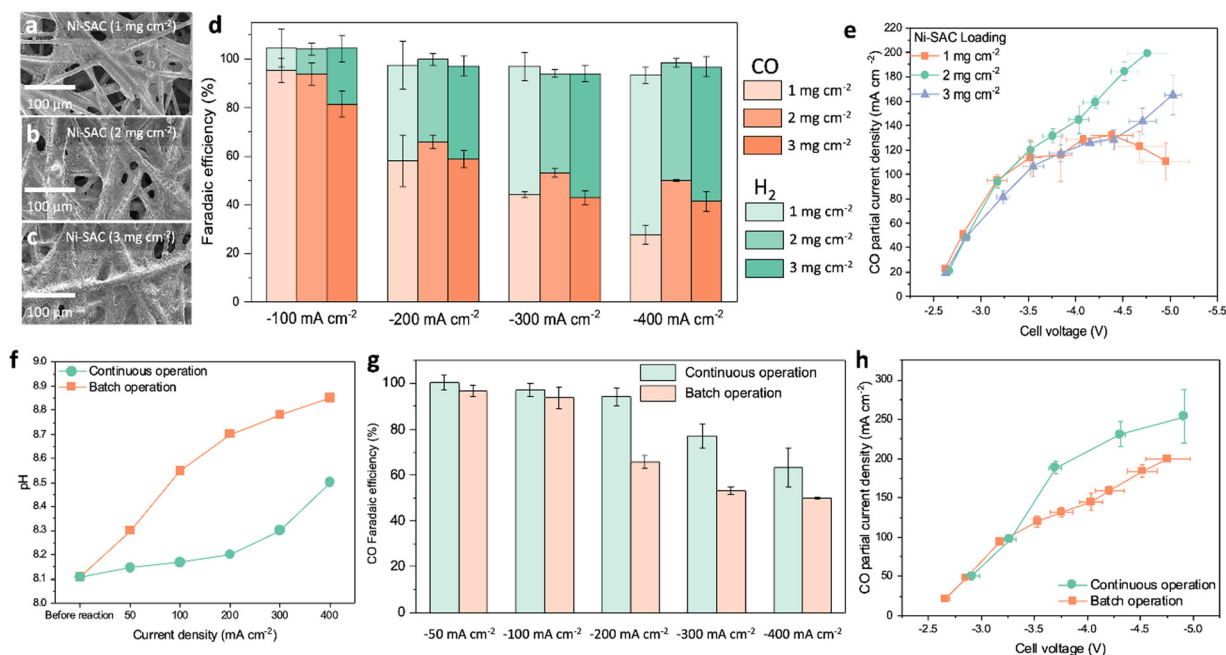 a
Ni-SAC (1 mg cm⁻²)
100 µm
b
Ni-SAC (2 mg cm⁻²)
100 µm
c
Ni-SAC (3 mg cm⁻²)
100 µm
d
Faradaic efficiency (%)
100
80
60
40
20
0
-100 mA cm⁻² -200 mA cm⁻² -300 mA cm⁻² -400 mA cm⁻²
CO
1 mg cm⁻²
2 mg cm⁻²
3 mg cm⁻²
H₂
1 mg cm⁻²
2 mg cm⁻²
3 mg cm⁻²
e
CO partial current density (mA cm⁻²)
220
200
180
160
140
120
100
80
60
40
20
0
Ni-SAC Loading
1 mg cm⁻²
2 mg cm⁻²
3 mg cm⁻²
-2.5 -3.0 -3.5 -4.0 -4.5 -5.0 -5.5
Cell voltage (V)
f
pH
9.0
8.8
8.6
8.4
8.2
8.0
Continuous operation
Batch operation
Before reaction 50 100 200 300 400
Current density (mA cm⁻²)
g
CO Faradaic efficiency (%)
100
80
60
40
20
0
Continuous operation
Batch operation
-50 mA cm⁻² -100 mA cm⁻² -200 mA cm⁻² -300 mA cm⁻² -400 mA cm⁻²
h
CO partial current density (mA cm⁻²)
300
250
200
150
100
50
0
Continuous operation
Batch operation
-2.5 -3.0 -3.5 -4.0 -4.5 -5.0
Cell voltage (V)